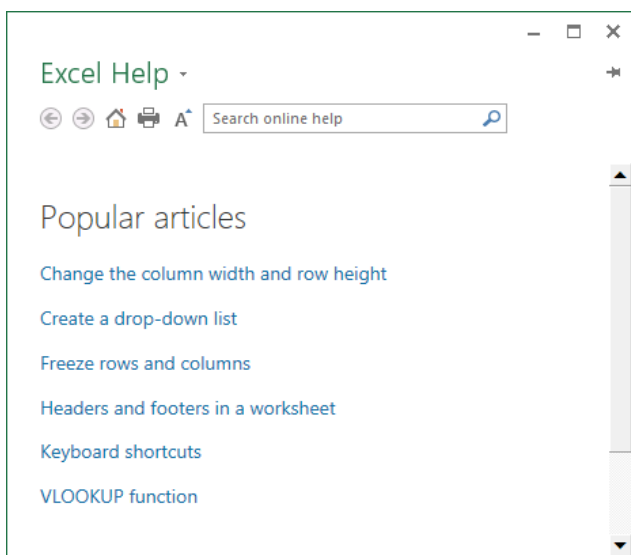 Excel Help
Search online help
Popular articles
Change the column width and row height
Create a drop-down list
Freeze rows and columns
Headers and footers in a worksheet
Keyboard shortcuts
VLOOKUP function